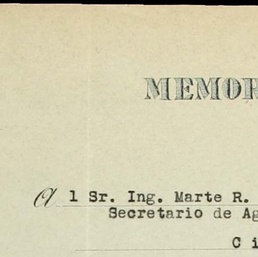 MEMOR
Al Sr. Ing. Marte R.
Secretario de Ag
C i